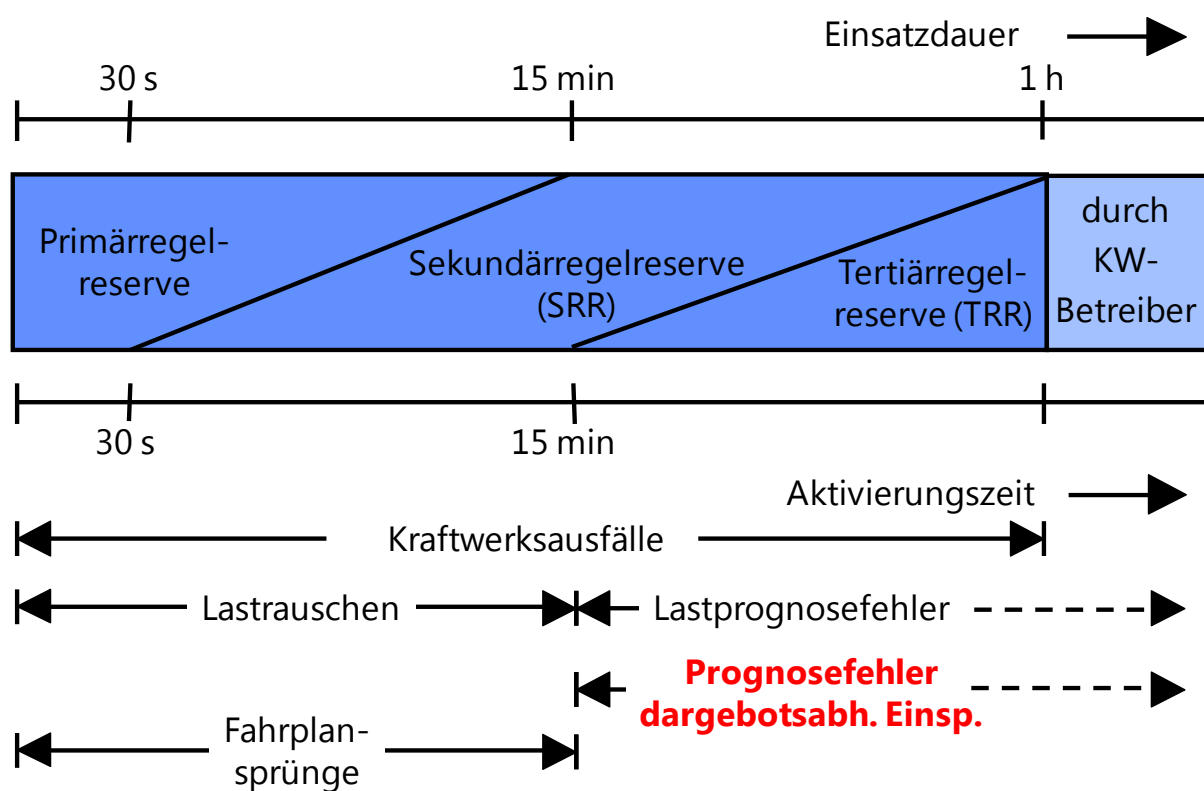 Einsatzdauer
30 s
15 min
1 h
Primärregel-
reserve
Sekundärregelreserve
(SRR)
Tertiärregel-
reserve (TRR)
durch
KW-
Betreiber
30 s
15 min
Aktivierungszeit
Kraftwerksausfälle
Lastrauschen
Lastprognosefehler
Prognosefehler
dargebotsabh. Einsp.
Fahrplan-
sprünge